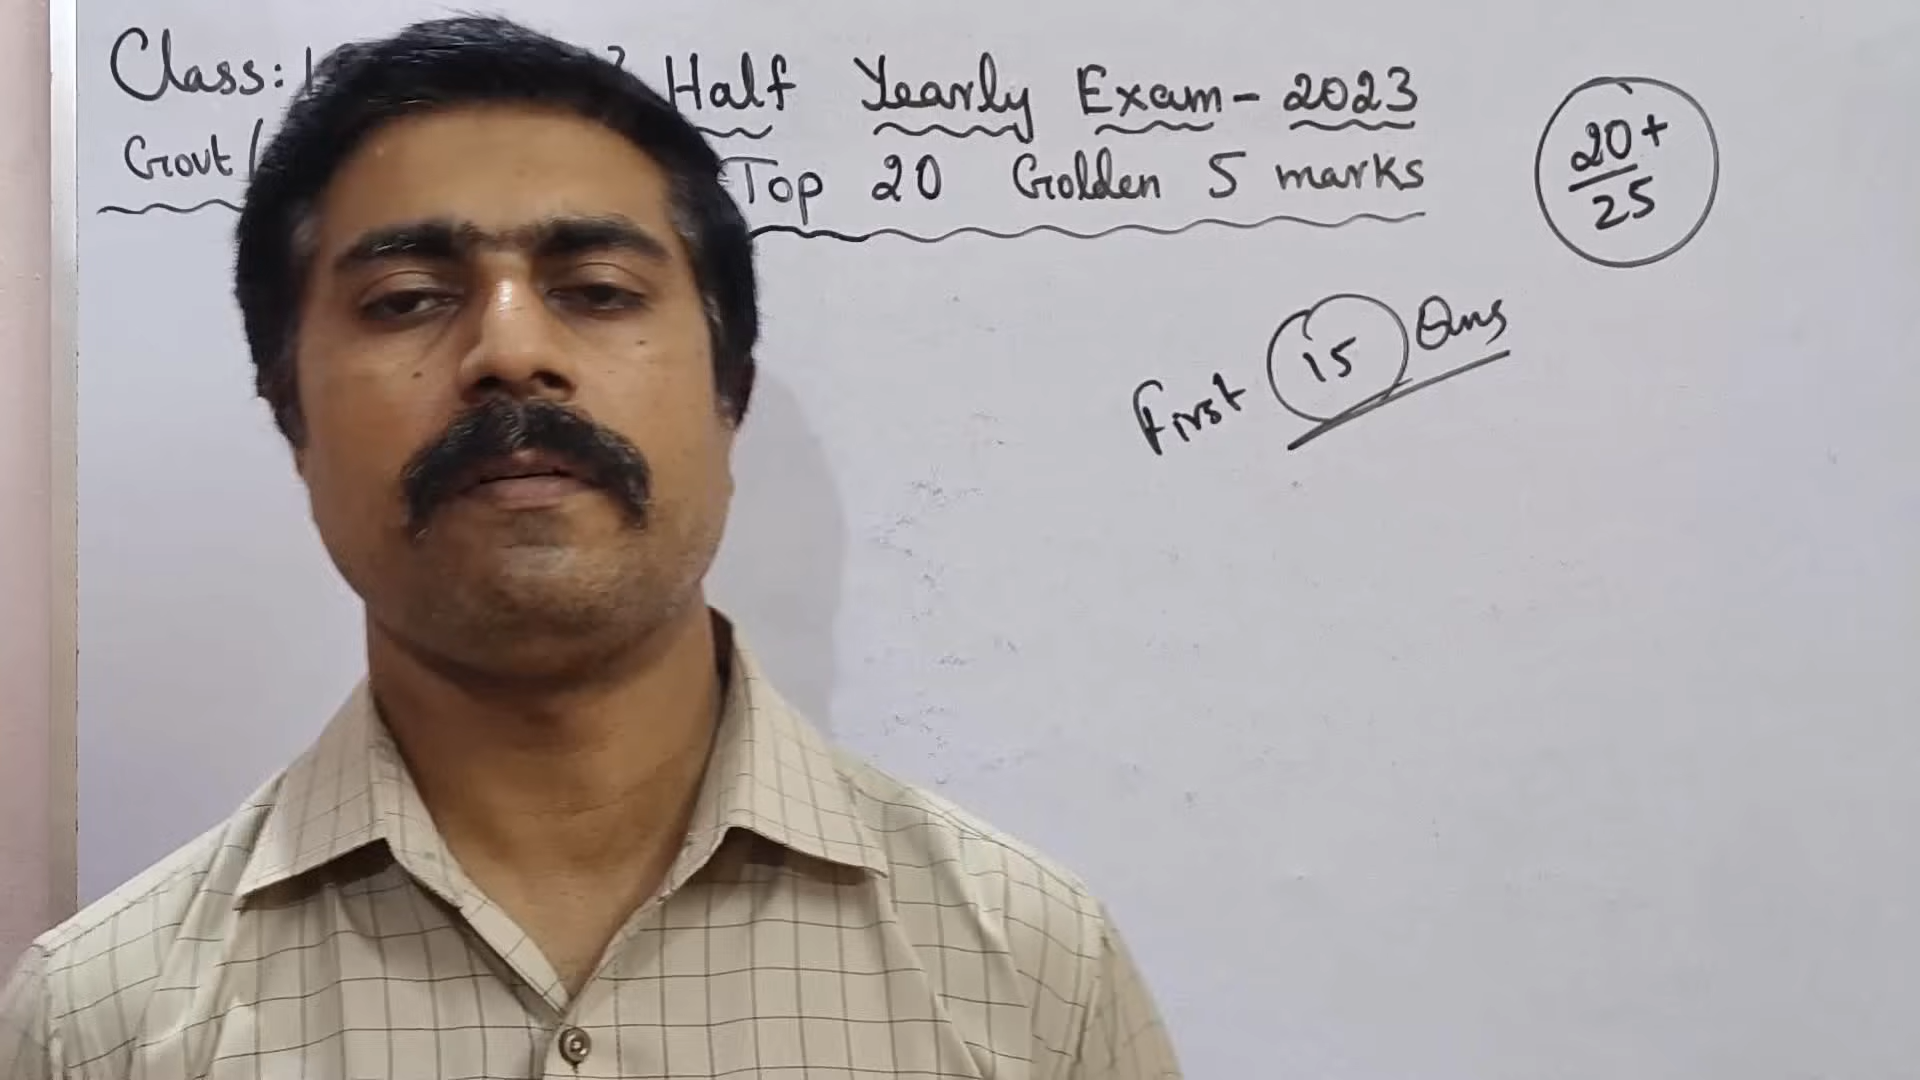 Class: Half Yearly Exam - 2023
Govt/ Top 20 Golden 5 marks
20+
25
First 15 Qns